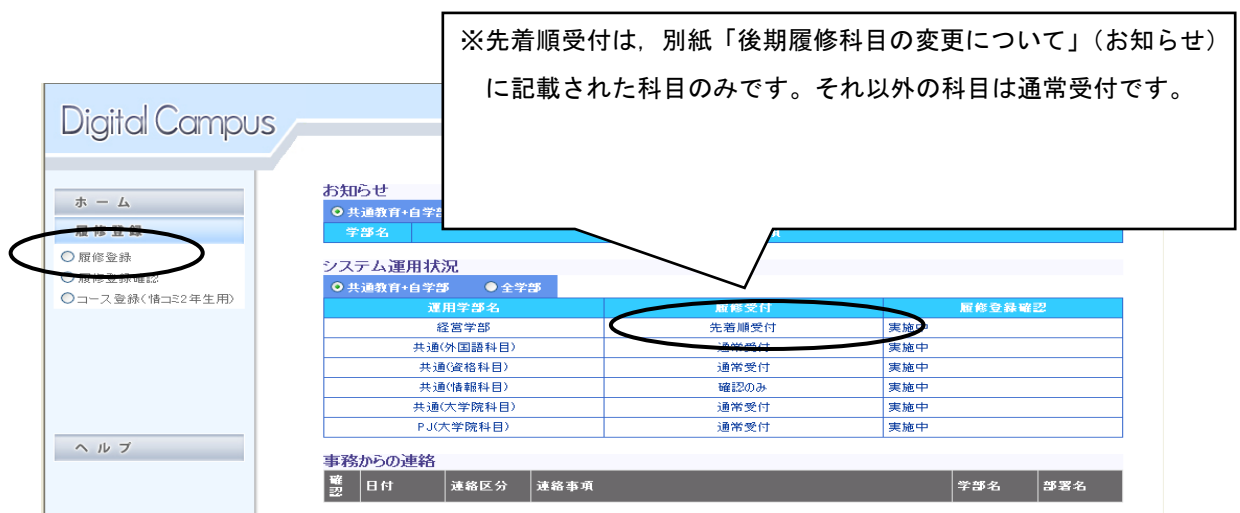 ※先着順受付は，別紙「後期履修科目の変更について」（お知らせ）
に記載された科目のみです。それ以外の科目は通常受付です。
Digital Campus
ホーム
履修登録
履修登録
履修登録確認
コース登録(情コミ2年生用)
ヘルプ
お知らせ
共通教育+自学部
学部名
システム運用状況
共通教育+自学部 全学部
運用学部名 履修受付 履修登録確認
経営学部 先着順受付 実施中
共通(外国語科目) 通常受付 実施中
共通(資格科目) 通常受付 実施中
共通(情報科目) 確認のみ 実施中
共通(大学院科目) 通常受付 実施中
PJ(大学院科目) 通常受付 実施中
事務からの連絡
確認 日付 連絡区分 連絡事項 学部名 部署名